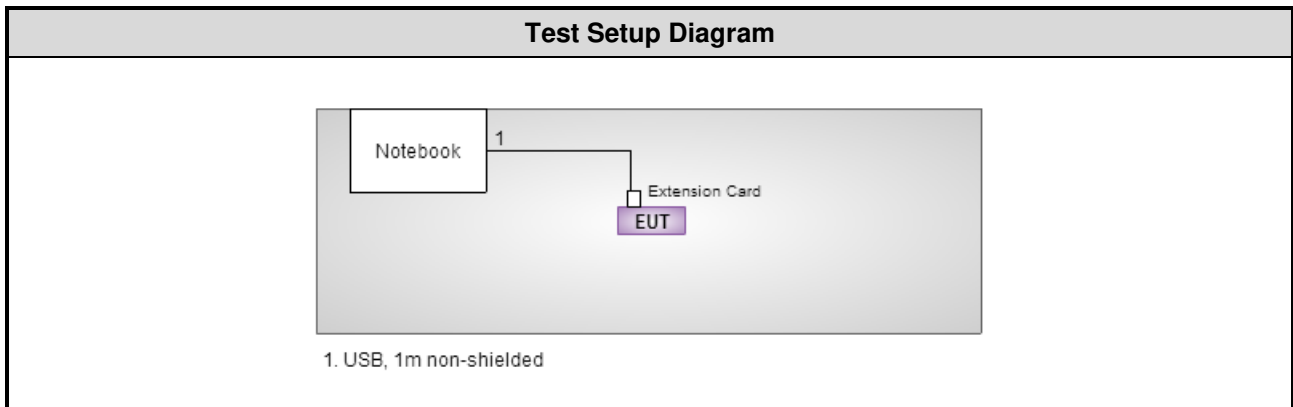 Test Setup Diagram
Notebook
1
Extension Card
EUT
1. USB, 1m non-shielded